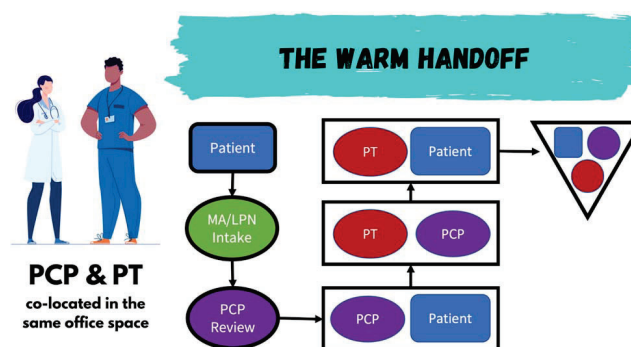 THE WARM HANDOFF
PCP & PT
co-located in the
same office space
Patient
MA/LPN
Intake
PCP
Review
PCP
Patient
PT
PCP
PT
Patient